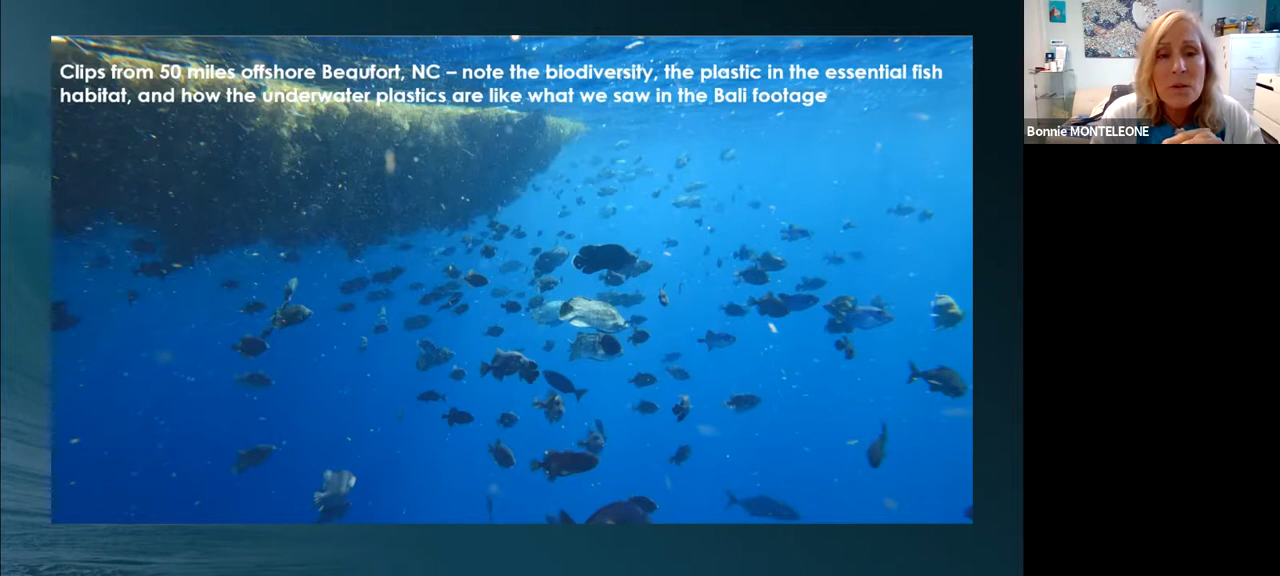 Clips from 50 miles offshore Beaufort, NC – note the biodiversity, the plastic in the essential fish
habitat, and how the underwater plastics are like what we saw in the Bali footage
Bonnie MONTELEONE